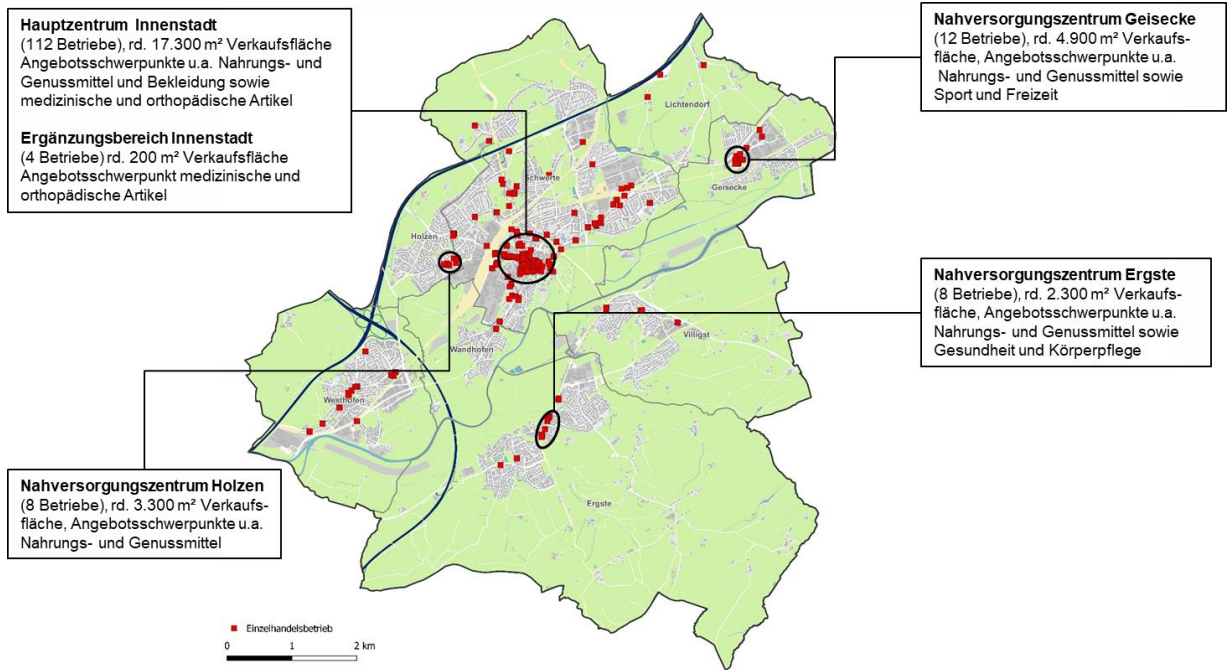 Hauptzentrum Innenstadt
(112 Betriebe), rd. 17.300 m² Verkaufsfläche
Angebotsschwerpunkte u.a. Nahrungs- und
Genussmittel und Bekleidung sowie
medizinische und orthopädische Artikel
Ergänzungsbereich Innenstadt
(4 Betriebe) rd. 200 m² Verkaufsfläche
Angebotsschwerpunkt medizinische und
orthopädische Artikel
Nahversorgungszentrum Geisecke
(12 Betriebe), rd. 4.900 m² Verkaufs-
fläche, Angebotsschwerpunkte u.a.
Nahrungs- und Genussmittel sowie
Sport und Freizeit
Lichtendorf
Schwerte
Geisecke
Holzen
Nahversorgungszentrum Ergste
(8 Betriebe), rd. 2.300 m² Verkaufs-
fläche, Angebotsschwerpunkte u.a.
Nahrungs- und Genussmittel sowie
Gesundheit und Körperpflege
Villigst
Wandhofen
Westhofen
Nahversorgungszentrum Holzen
(8 Betriebe), rd. 3.300 m² Verkaufs-
fläche, Angebotsschwerpunkte u.a.
Nahrungs- und Genussmittel
Ergste
Einzelhandelsbetrieb
0 1 2 km